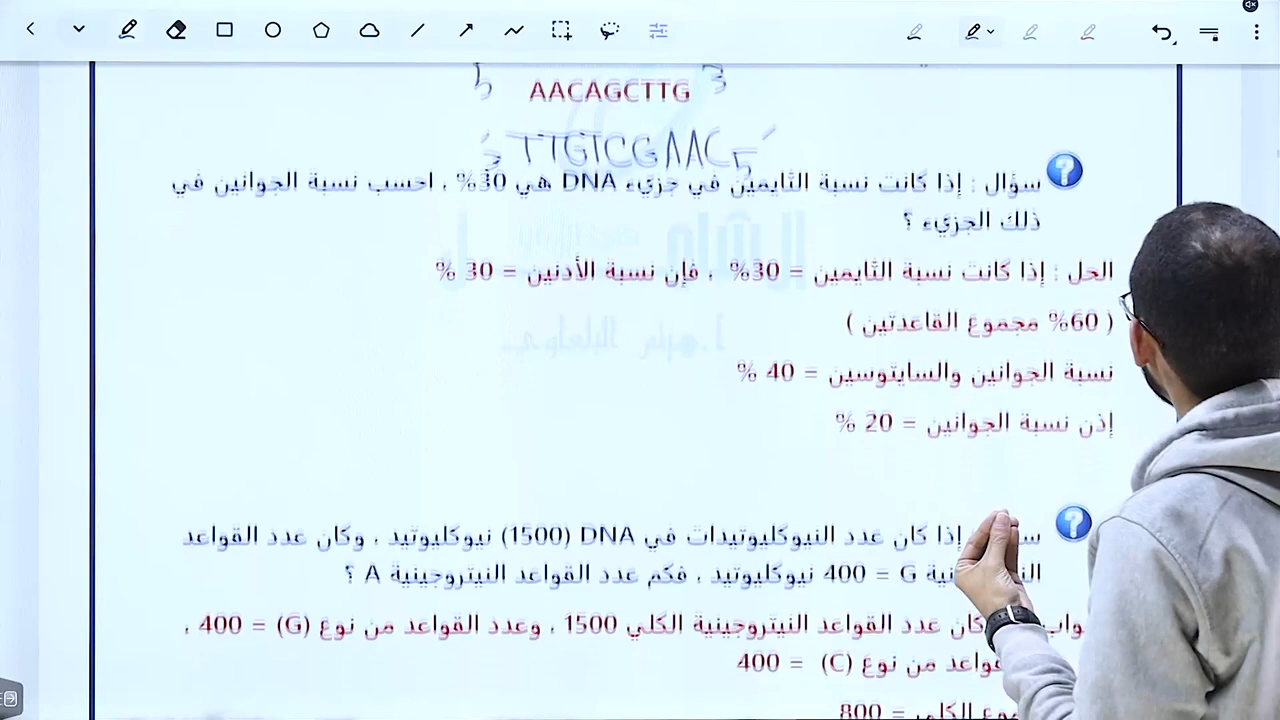 5 3
AACAGCTTG
3' TTGTCGAAC 5'
سؤال : إذا كانت نسبة الثايمين في جزيء DNA هي 30% ، احسب نسبة الجوانين في
ذلك الجزيء ؟
الحل : إذا كانت نسبة الثايمين = 30% ، فإن نسبة الأدنين = 30 %
( 60% مجموع القاعدتين )
نسبة الجوانين والسايتوسين = 40 %
إذن نسبة الجوانين = 20 %
إذا كان عدد النيوكليوتيدات في DNA (1500) نيوكليوتيد ، وكان عدد القواعد
G = 400 نيوكليوتيد ، فكم عدد القواعد النيتروجينية A ؟
كان عدد القواعد النيتروجينية الكلي 1500 ، وعدد القواعد من نوع (G) = 400 ،
من نوع (C) = 400
الكلي = 800